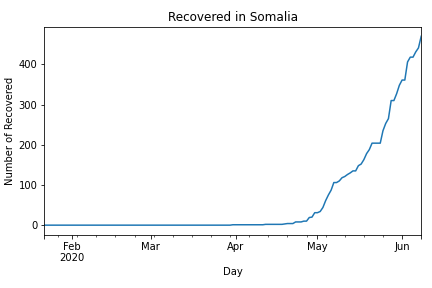 Recovered in Somalia
Number of Recovered
400
300
200
100
0
Feb
2020
Mar
Apr
May
Jun
Day